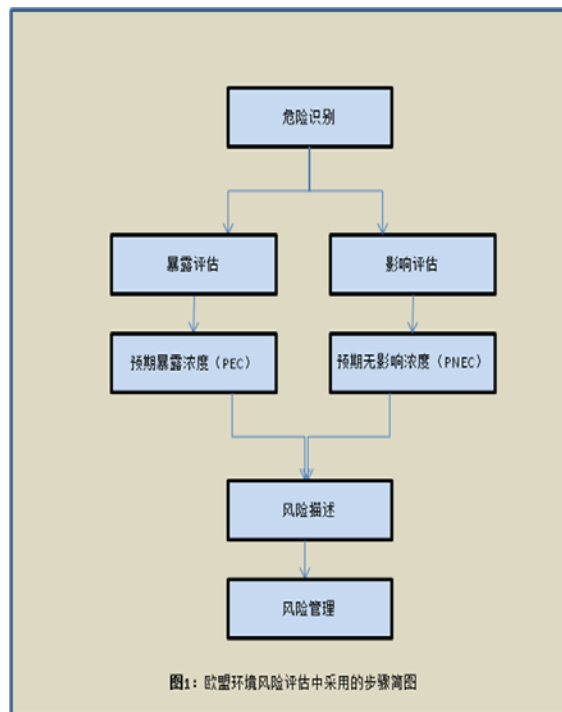 危险识别
暴露评估
影响评估
预期暴露浓度（PEC）
预期无影响浓度（PNEC）
风险描述
风险管理
图1：欧盟环境风险评估中采用的步骤简图